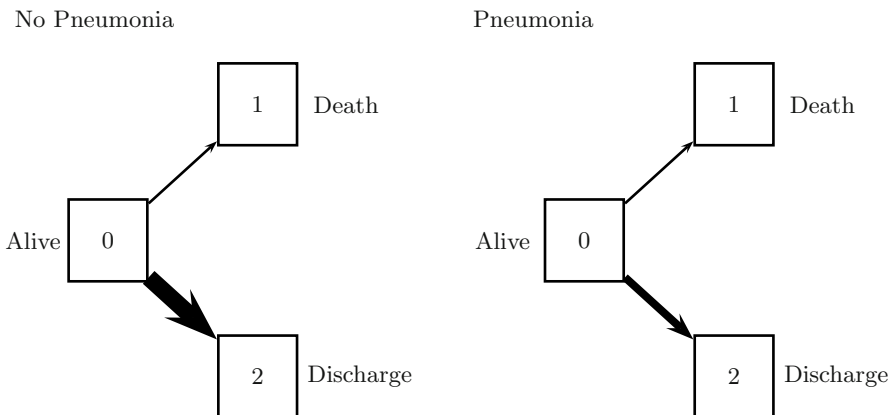 No Pneumonia
1
Death
Alive
0
2
Discharge
Pneumonia
1
Death
Alive
0
2
Discharge